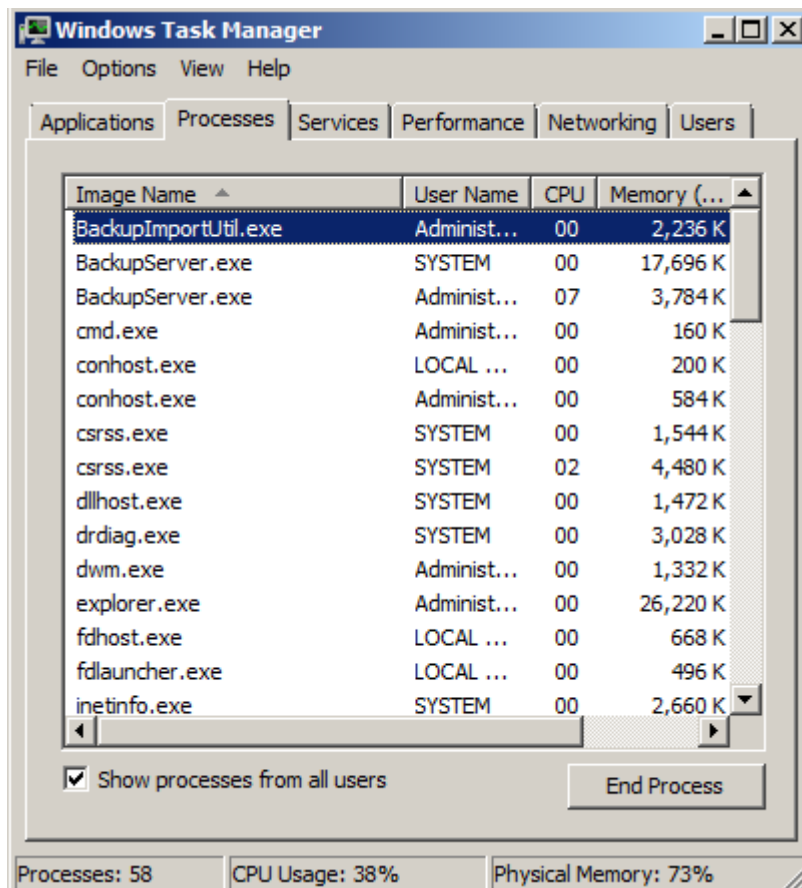 Windows Task Manager
File Options View Help
Applications Processes Services Performance Networking Users
Image Name User Name CPU Memory (...
BackupImportUtil.exe Administ... 00 2,236 K
BackupServer.exe SYSTEM 00 17,696 K
BackupServer.exe Administ... 07 3,784 K
cmd.exe Administ... 00 160 K
conhost.exe LOCAL ... 00 200 K
conhost.exe Administ... 00 584 K
csrss.exe SYSTEM 00 1,544 K
csrss.exe SYSTEM 02 4,480 K
dllhost.exe SYSTEM 00 1,472 K
drdiag.exe SYSTEM 00 3,028 K
dwm.exe Administ... 00 1,332 K
explorer.exe Administ... 00 26,220 K
fdhost.exe LOCAL ... 00 668 K
fdlauncher.exe LOCAL ... 00 496 K
inetinfo.exe SYSTEM 00 2,660 K
Show processes from all users End Process
Processes: 58 CPU Usage: 38% Physical Memory: 73%